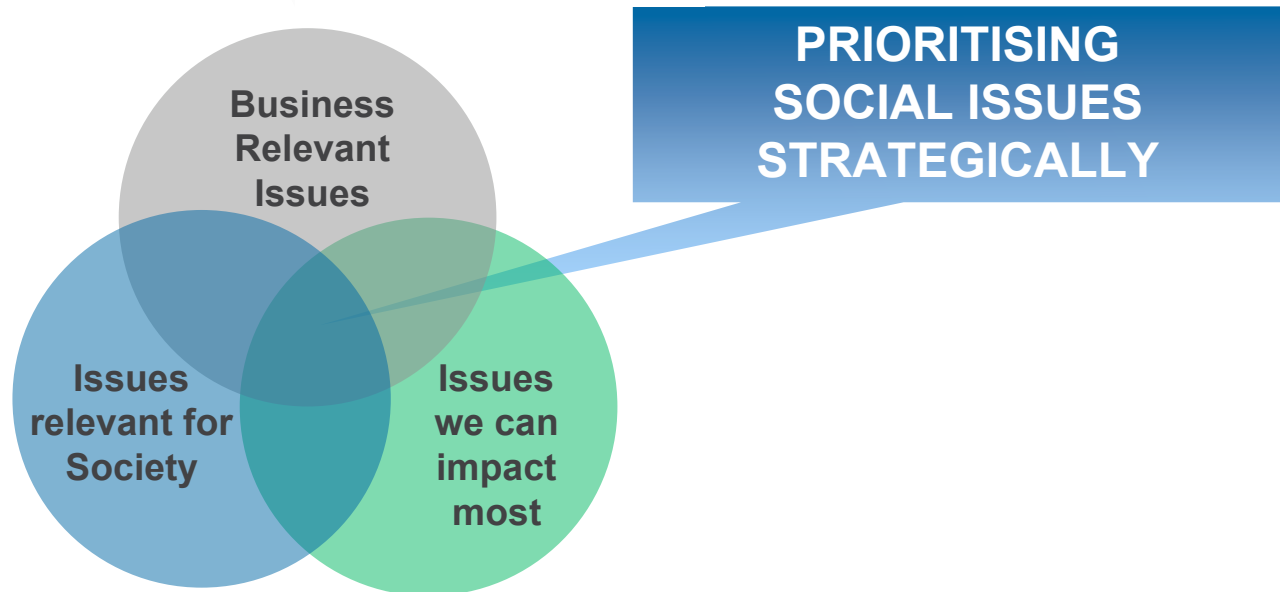 PRIORITISING
SOCIAL ISSUES
STRATEGICALLY
Business
Relevant
Issues
Issues
relevant for
Society
Issues
we can
impact
most